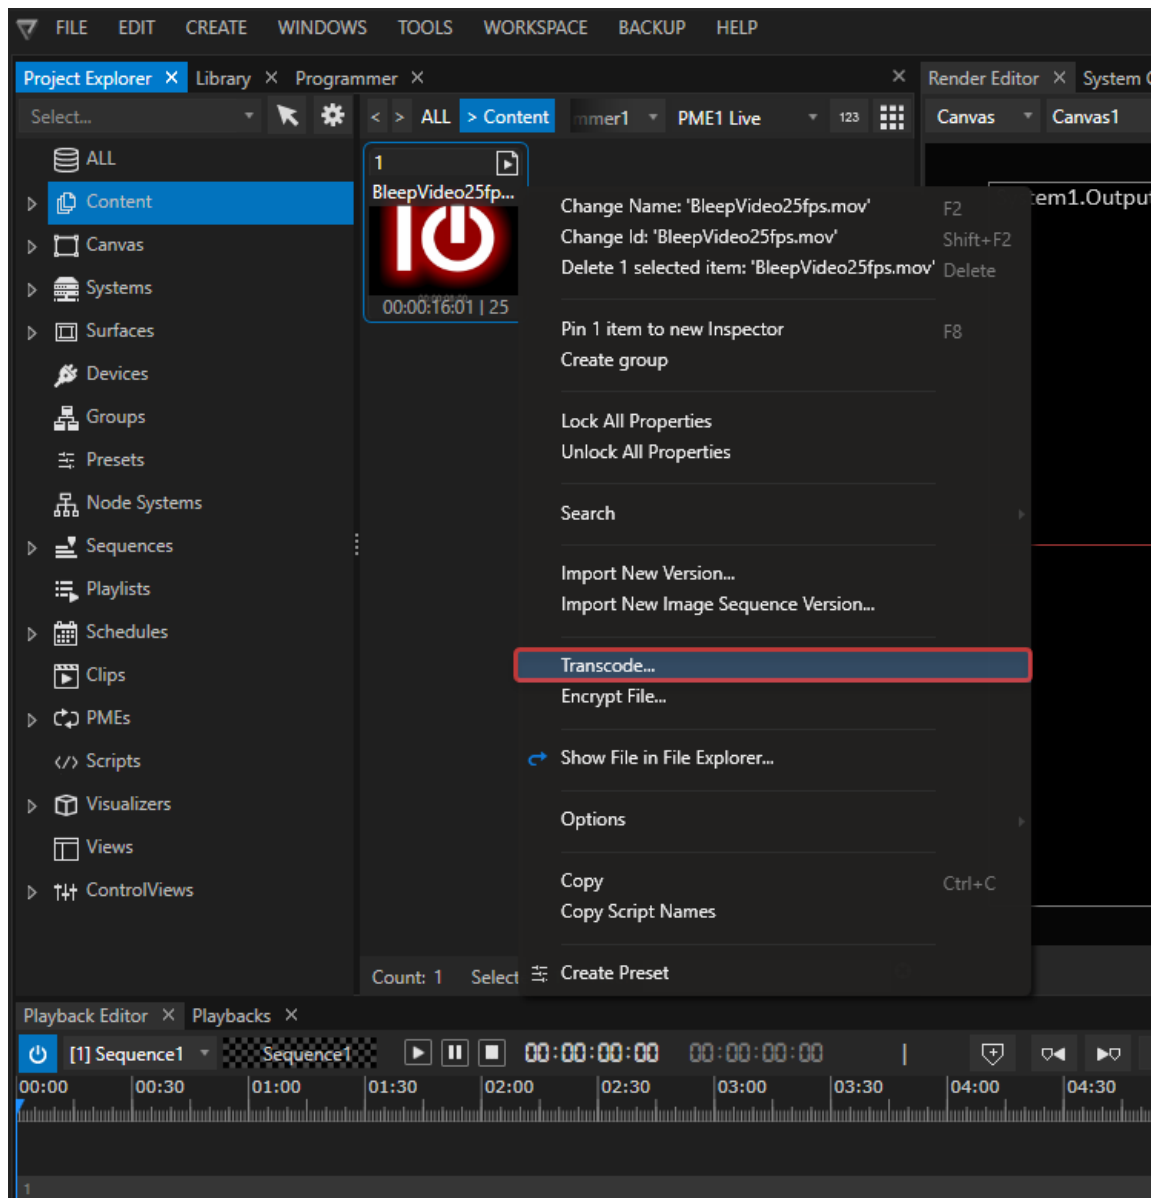 FILE EDIT CREATE WINDOWS TOOLS WORKSPACE BACKUP HELP
Project Explorer Library Programmer
Render Editor System
Select...
< > ALL > Content mmer1 PME1 Live 123
Canvas Canvas1
ALL
Content
Canvas
Systems
Surfaces
Devices
Groups
Presets
Node Systems
Sequences
Playlists
Schedules
Clips
PMEs
Scripts
Visualizers
Views
ControlViews
1
BleepVideo25fp...
00:00:16:01 | 25
Change Name: 'BleepVideo25fps.mov' F2
Change Id: 'BleepVideo25fps.mov' Shift+F2
Delete 1 selected item: 'BleepVideo25fps.mov' Delete
Pin 1 item to new Inspector F8
Create group
Lock All Properties
Unlock All Properties
Search
Import New Version...
Import New Image Sequence Version...
Transcode...
Encrypt File...
Show File in File Explorer...
Options
Copy Ctrl+C
Copy Script Names
Create Preset
em1.Outpu
Count: 1 Select
Playback Editor Playbacks
[1] Sequence1 Sequence1 00:00:00:00 00:00:00:00
00:00 00:30 01:00 01:30 02:00 02:30 03:00 03:30 04:00 04:30
1